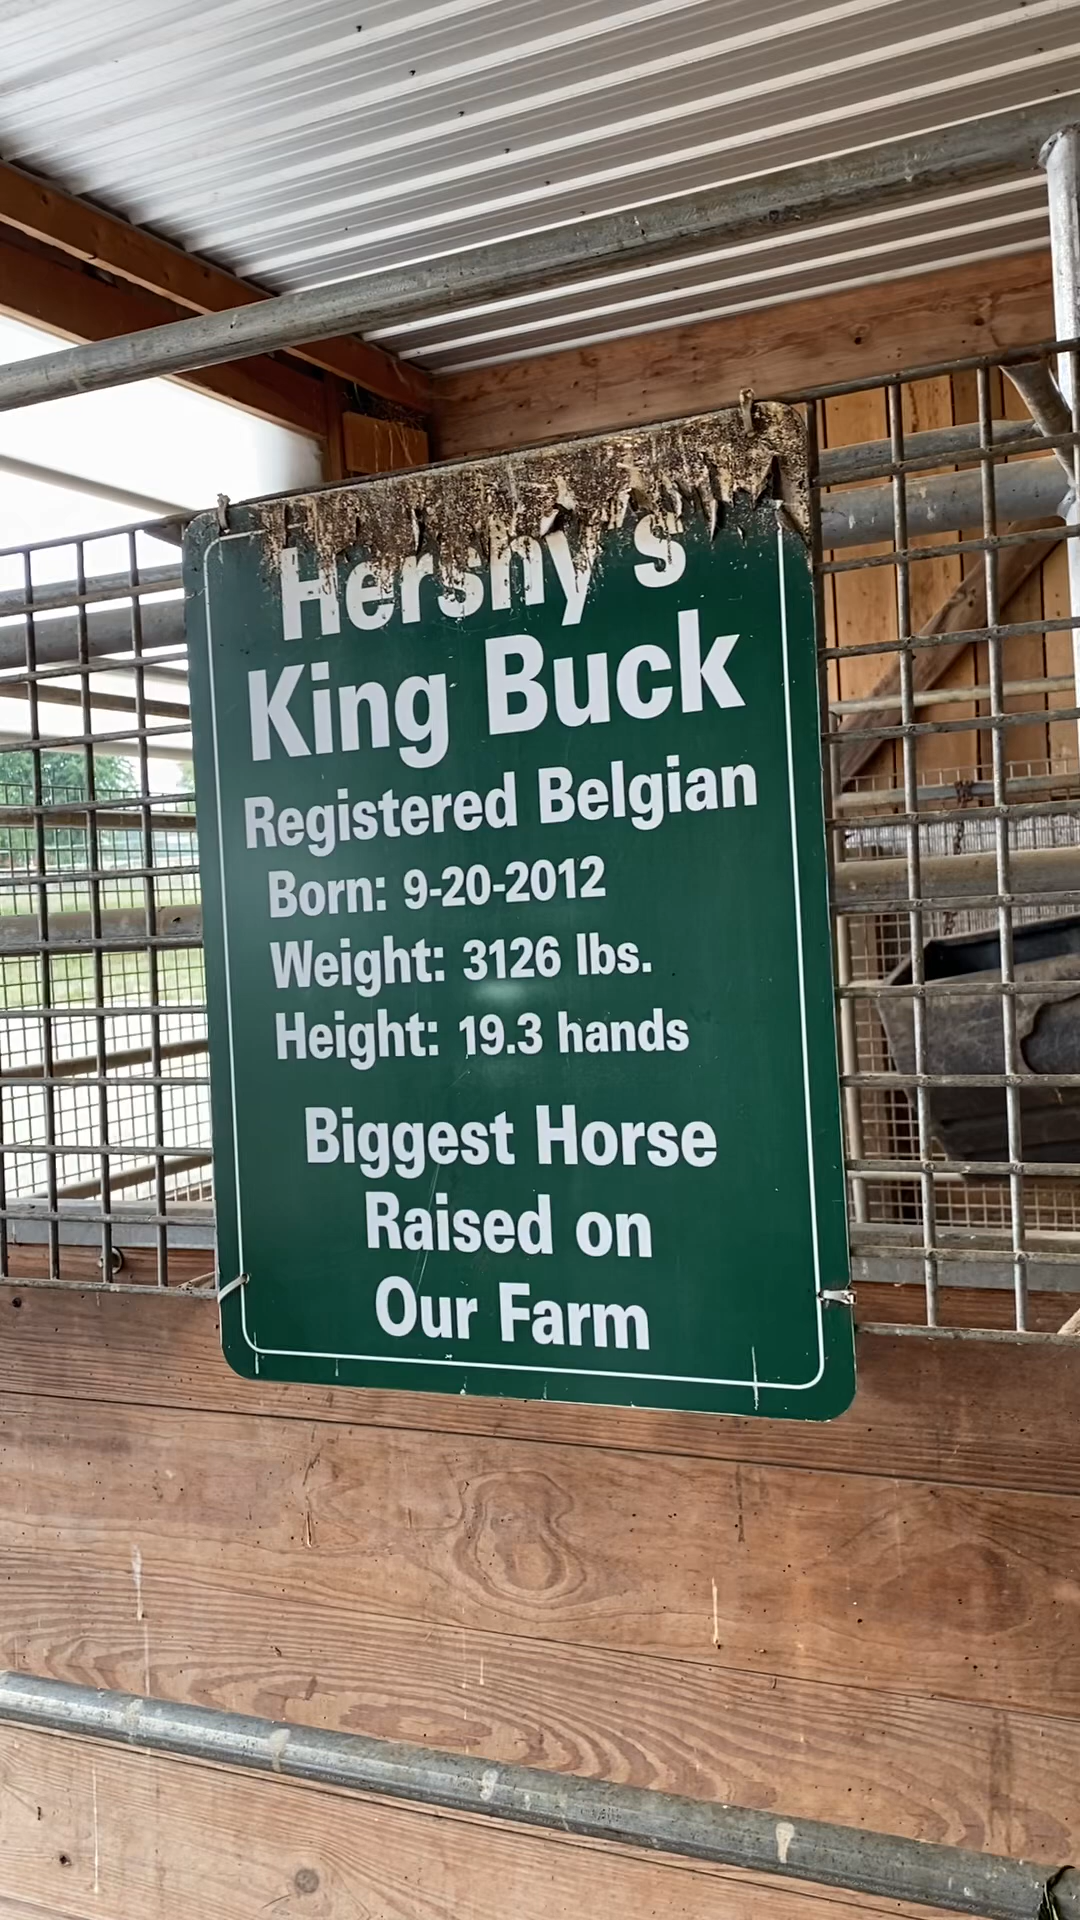 Hershy's
King Buck
Registered Belgian
Born: 9-20-2012
Weight: 3126 lbs.
Height: 19.3 hands
Biggest Horse
Raised on
Our Farm